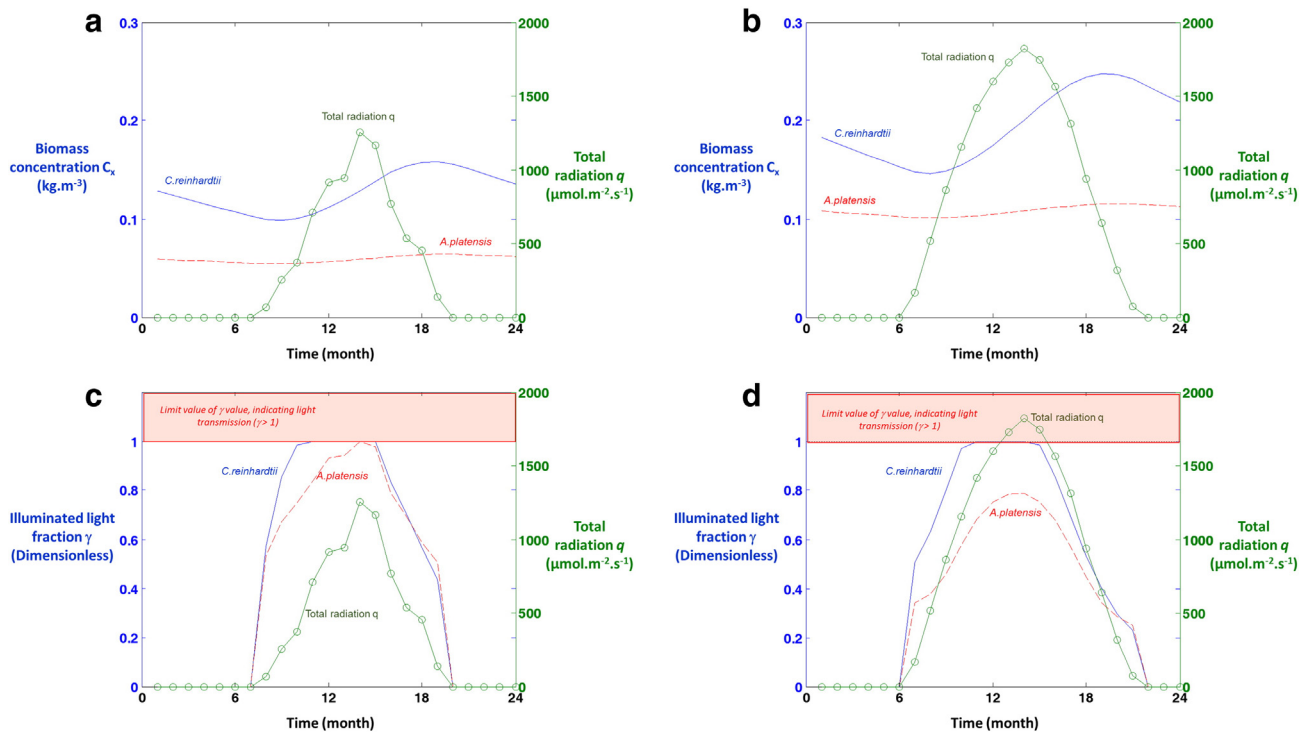 a
0.3
0.2
0.1
0
2000
1500
1000
500
0
0
6
12
18
24
Biomass
concentration Cₓ
(kg.m⁻³)
Total
radiation q
(µmol.m⁻².s⁻¹)
Total radiation q
C.reinhardtii
A.platensis
Time (month)
b
0.3
0.2
0.1
0
2000
1500
1000
500
0
0
6
12
18
24
Biomass
concentration Cₓ
(kg.m⁻³)
Total
radiation q
(µmol.m⁻².s⁻¹)
Total radiation q
C.reinhardtii
A.platensis
Time (month)
c
Limit value of γ value, indicating light
transmission (γ> 1)
1
0.8
0.6
0.4
0.2
0
2000
1500
1000
500
0
0
6
12
18
24
C.reinhardtii
A.platensis
Illuminated light
fraction γ
(Dimensionless)
Total
radiation q
(µmol.m⁻².s⁻¹)
Total radiation q
Time (month)
d
Limit value of γ value, indicating light
transmission (γ> 1)
Total radiation q
1
0.8
0.6
0.4
0.2
0
2000
1500
1000
500
0
0
6
12
18
24
C.reinhardtii
A.platensis
Illuminated light
fraction γ
(Dimensionless)
Total
radiation q
(µmol.m⁻².s⁻¹)
Time (month)